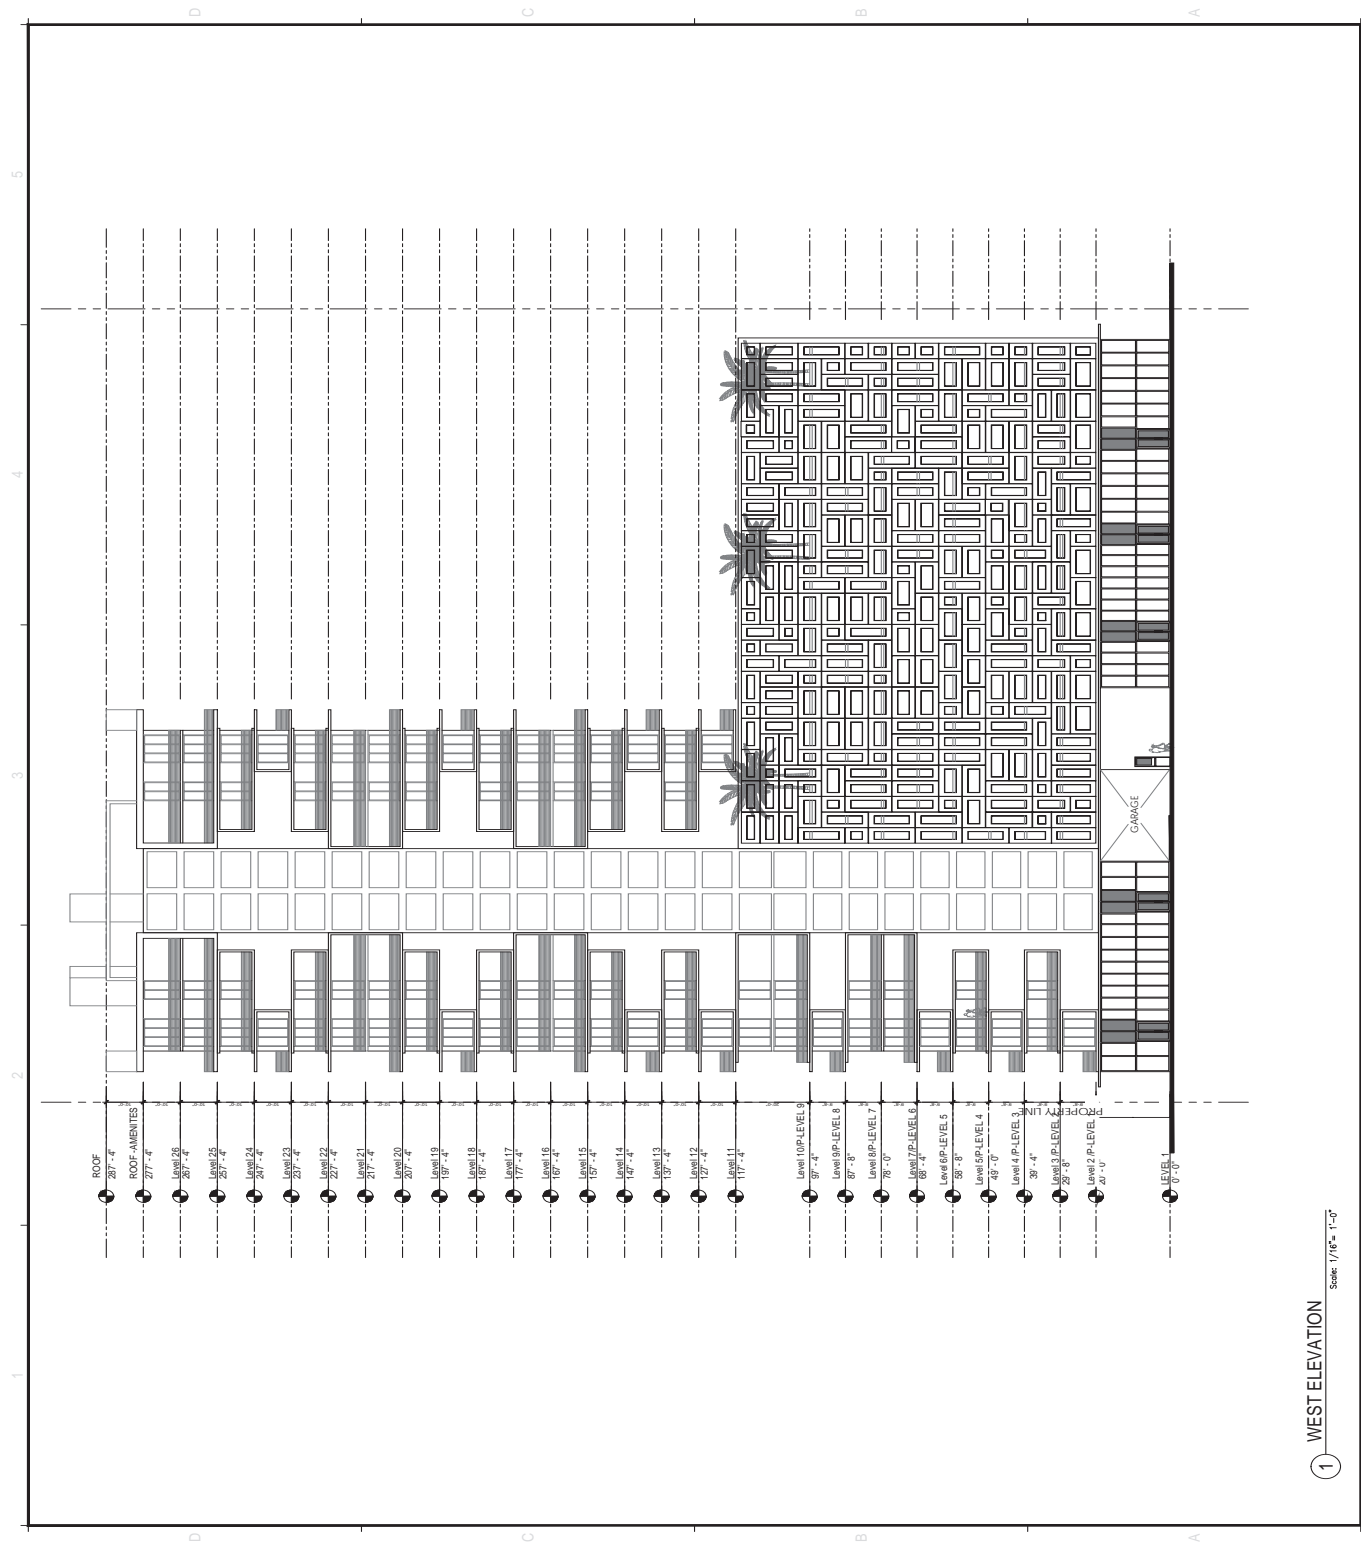 D
C
B
A
5
4
3
2
1
ROOF
287' - 4"
ROOF -AMENITES
277' - 4"
Level 26
267' - 4"
Level 25
257' - 4"
Level 24
247' - 4"
Level 23
237' - 4"
Level 22
227' - 4"
Level 21
217' - 4"
Level 20
207' - 4"
Level 19
197' - 4"
Level 18
187' - 4"
Level 17
177' - 4"
Level 16
167' - 4"
Level 15
157' - 4"
Level 14
147' - 4"
Level 13
137' - 4"
Level 12
127' - 4"
Level 11
117' - 4"
Level 10/P-LEVEL 9
97' - 4"
Level 9/P-LEVEL 8
87' - 8"
Level 8/P-LEVEL 7
78' - 0"
Level 7/P-LEVEL 6
68' - 4"
Level 6/P-LEVEL 5
58' - 8"
Level 5/P-LEVEL 4
49' - 0"
Level 4 /P-LEVEL 3
39' - 4"
Level 3 /P-LEVEL 2
29' - 8"
Level 2 /P-LEVEL
20' - 0"
LEVEL 1
0' - 0"
PROPERTY LINE
GARAGE
1
WEST ELEVATION
Scale: 1/16"= 1'-0"
D
C
B
A